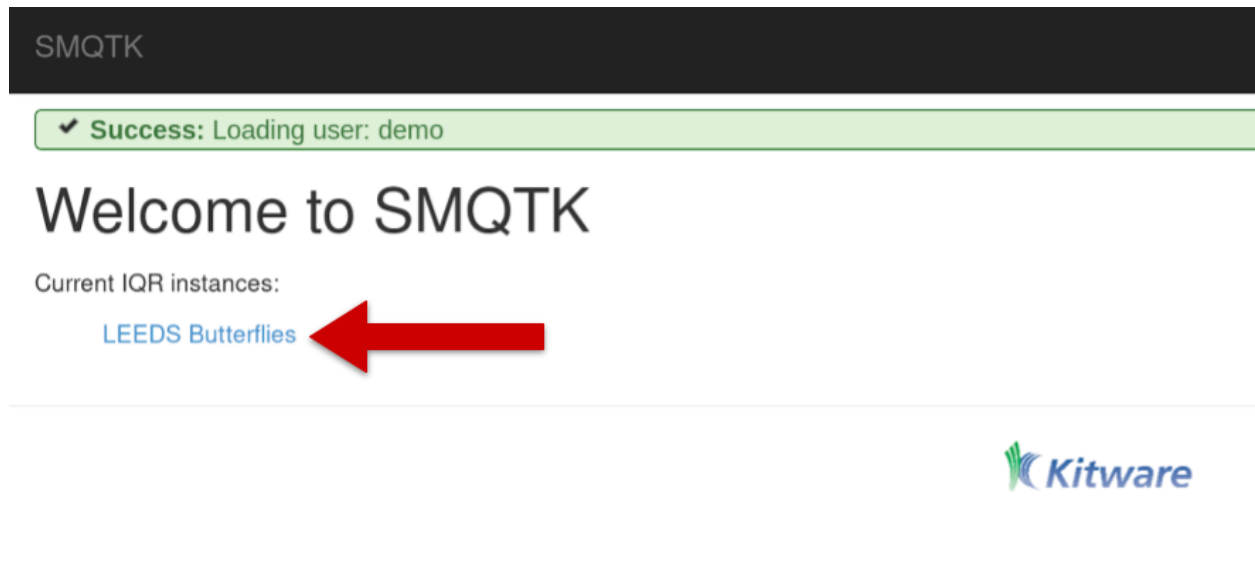 SMQTK
Success: Loading user: demo
Welcome to SMQTK
Current IQR instances:
LEEDS Butterflies
Kitware